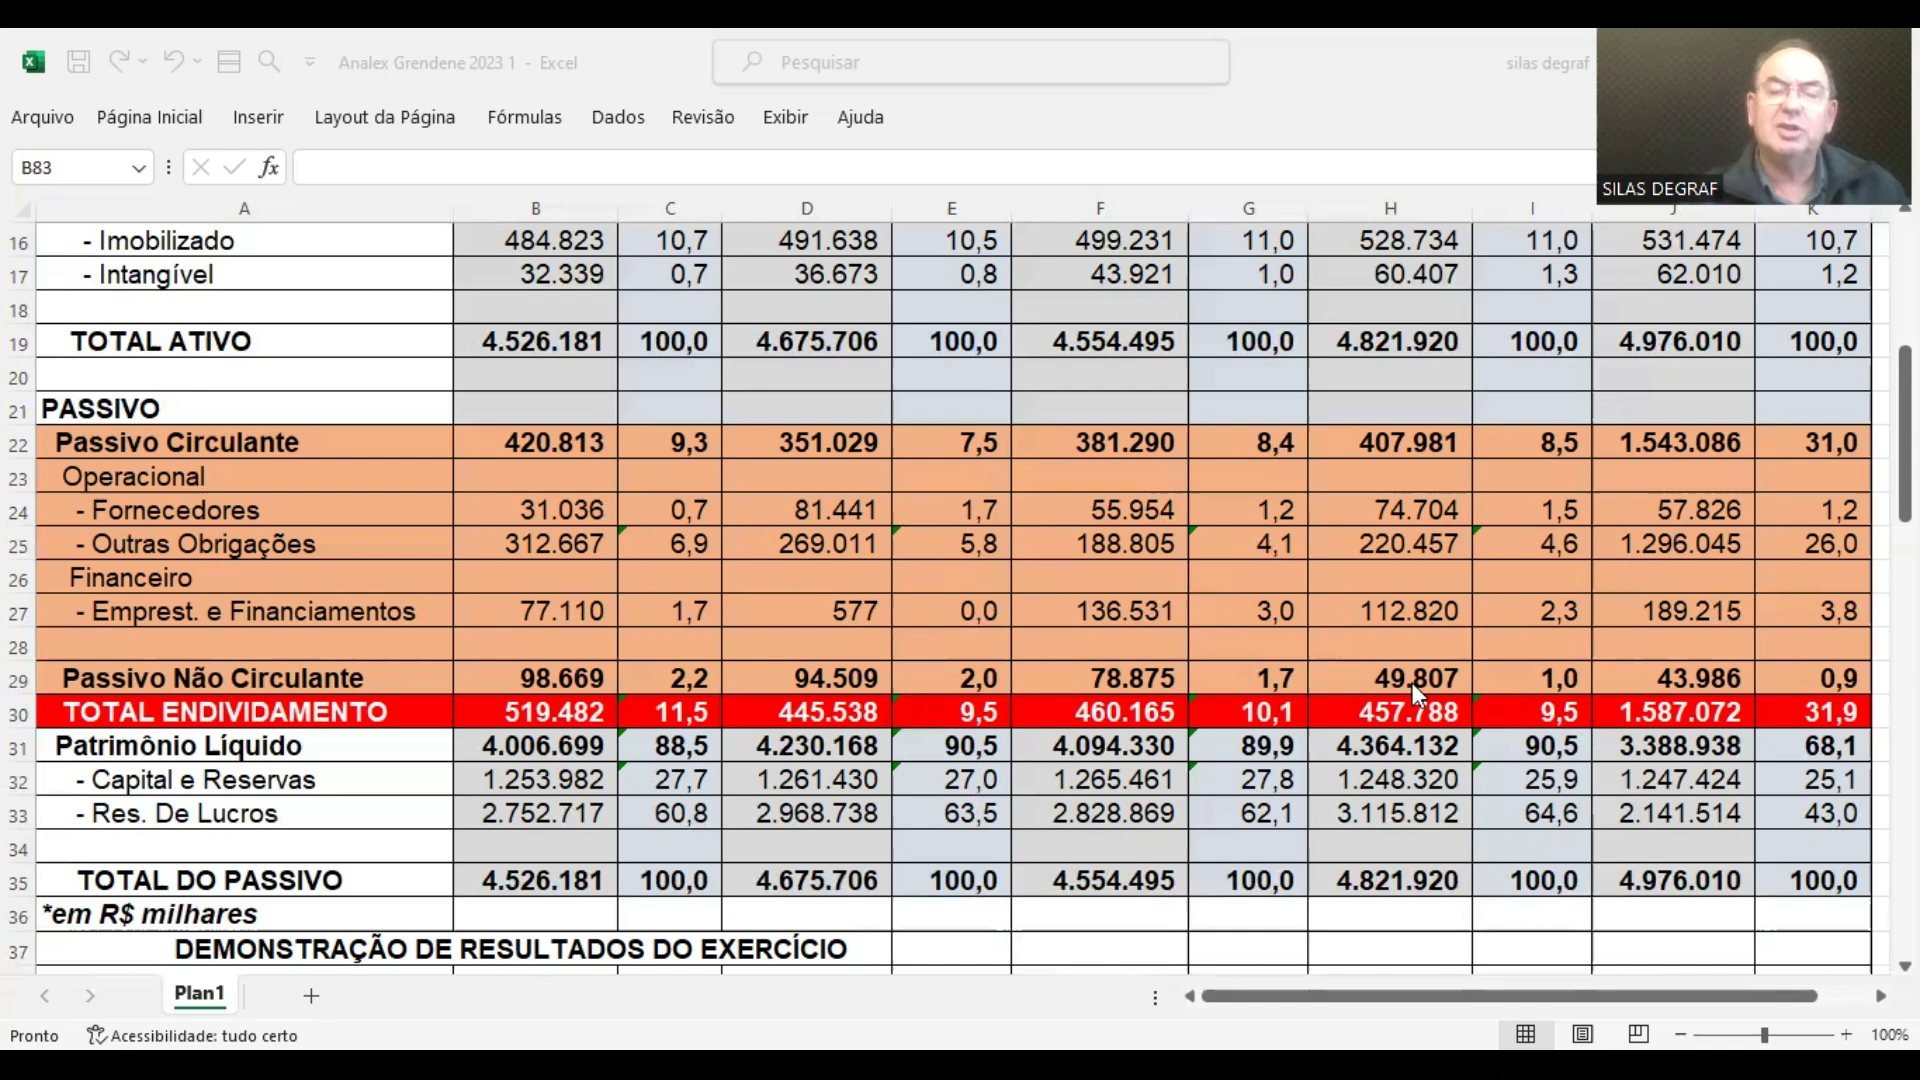 Analex Grendene 2023 1 - Excel
Pesquisar
silas degraf
Arquivo Página Inicial Inserir Layout da Página Fórmulas Dados Revisão Exibir Ajuda
SILAS DEGRAF
B83 fx
A B C D E F G H I J K
16 - Imobilizado 484.823 10,7 491.638 10,5 499.231 11,0 528.734 11,0 531.474 10,7
17 - Intangível 32.339 0,7 36.673 0,8 43.921 1,0 60.407 1,3 62.010 1,2
18
19 TOTAL ATIVO 4.526.181 100,0 4.675.706 100,0 4.554.495 100,0 4.821.920 100,0 4.976.010 100,0
20
21 PASSIVO
22 Passivo Circulante 420.813 9,3 351.029 7,5 381.290 8,4 407.981 8,5 1.543.086 31,0
23 Operacional
24 - Fornecedores 31.036 0,7 81.441 1,7 55.954 1,2 74.704 1,5 57.826 1,2
25 - Outras Obrigações 312.667 6,9 269.011 5,8 188.805 4,1 220.457 4,6 1.296.045 26,0
26 Financeiro
27 - Emprest. e Financiamentos 77.110 1,7 577 0,0 136.531 3,0 112.820 2,3 189.215 3,8
28
29 Passivo Não Circulante 98.669 2,2 94.509 2,0 78.875 1,7 49.807 1,0 43.986 0,9
30 TOTAL ENDIVIDAMENTO 519.482 11,5 445.538 9,5 460.165 10,1 457.788 9,5 1.587.072 31,9
31 Patrimônio Líquido 4.006.699 88,5 4.230.168 90,5 4.094.330 89,9 4.364.132 90,5 3.388.938 68,1
32 - Capital e Reservas 1.253.982 27,7 1.261.430 27,0 1.265.461 27,8 1.248.320 25,9 1.247.424 25,1
33 - Res. De Lucros 2.752.717 60,8 2.968.738 63,5 2.828.869 62,1 3.115.812 64,6 2.141.514 43,0
34
35 TOTAL DO PASSIVO 4.526.181 100,0 4.675.706 100,0 4.554.495 100,0 4.821.920 100,0 4.976.010 100,0
36 *em R$ milhares
37 DEMONSTRAÇÃO DE RESULTADOS DO EXERCÍCIO
Plan1
Pronto Acessibilidade: tudo certo 100%